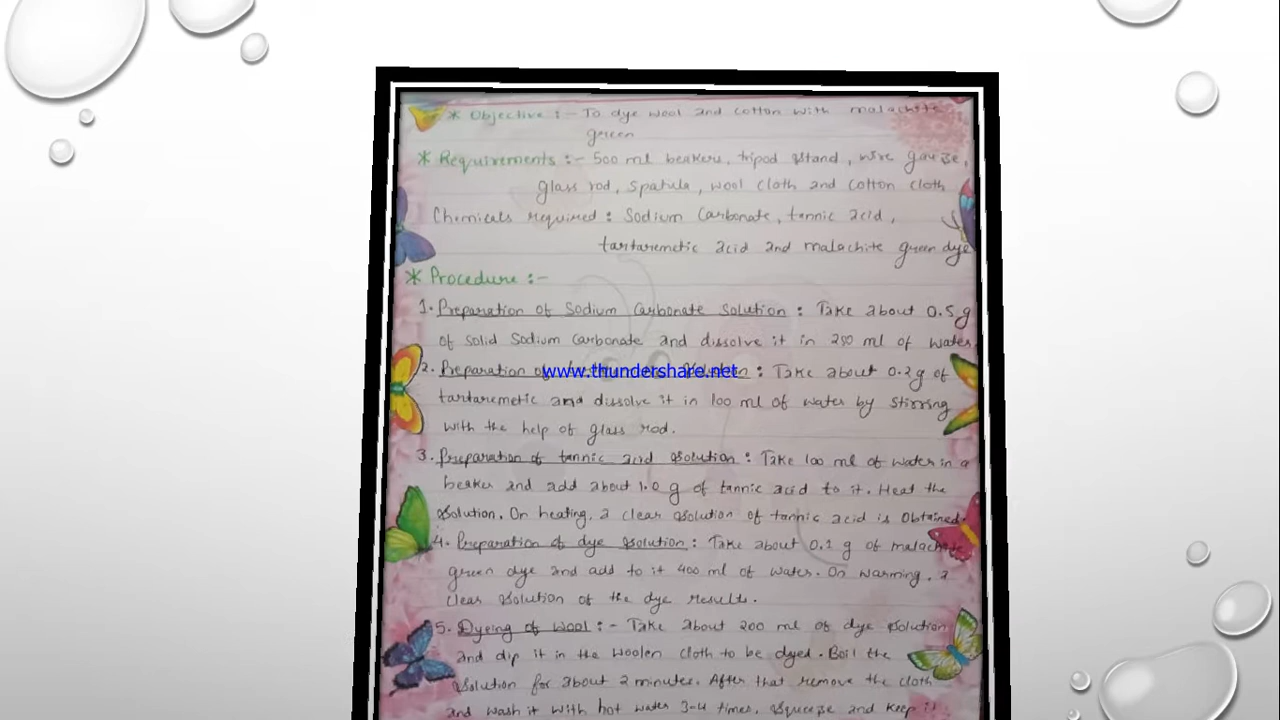 * Objective :- To dye wool and cotton with malachite
green
* Requirements :- 500 ml beakers, tripod stand, wire gauze,
glass rod, spatula, wool cloth and cotton cloth
Chemicals required : Sodium Carbonate, tannic acid,
tartaremetic acid and malachite green dye
* Procedure :-
1. Preparation of Sodium Carbonate Solution : Take about 0.5 g
of solid Sodium Carbonate and dissolve it in 250 ml of water.
2. Preparation of solution : Take about 0.2 g of
www.thundershare.net
tartaremetic and dissolve it in 100 ml of water by stirring
with the help of glass rod.
3. Preparation of tannic acid solution : Take 100 ml of water in a
beaker and add about 1.0 g of tannic acid to it. Heat the
solution. On heating, a clear solution of tannic acid is obtained.
4. Preparation of dye solution : Take about 0.1 g of malachite
green dye and add to it 400 ml of water. On warming, a
clear solution of the dye results.
5. Dyeing of wool :- Take about 200 ml of dye solution
and dip it in the woolen cloth to be dyed. Boil the
solution for about 2 minutes. After that remove the cloth
and wash it with hot water 3-4 times, squeeze and keep it